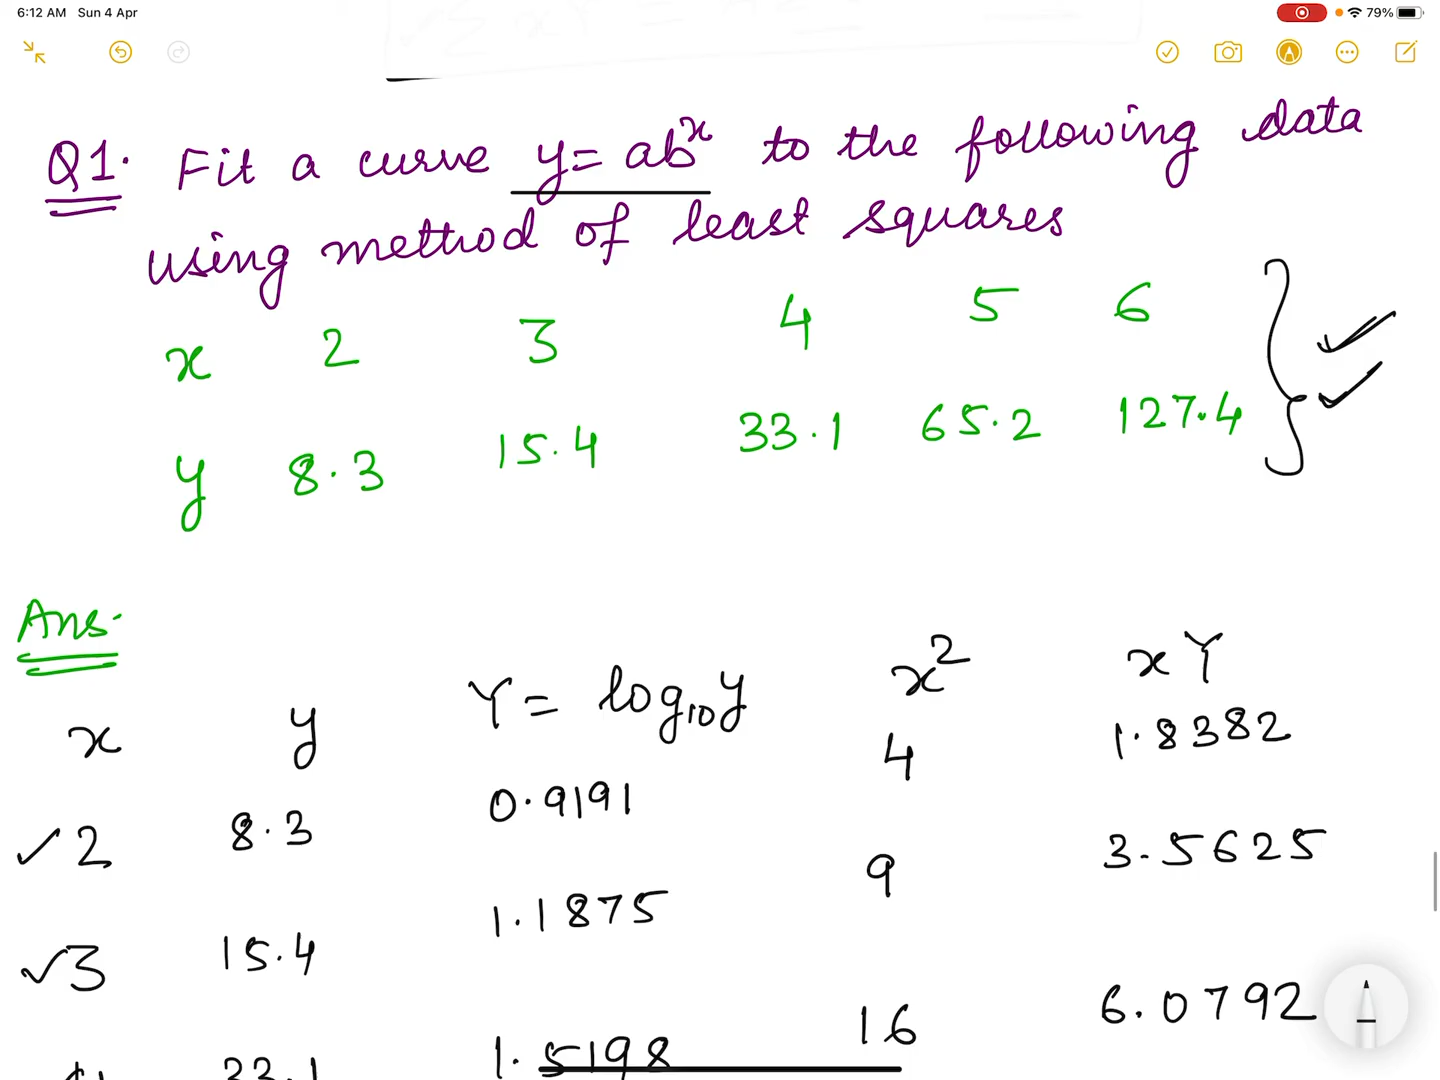 6:12 AM Sun 4 Apr
79%
Q1. Fit a curve y = ab^x to the following data
using method of least squares
x 2 3 4 5 6
y 8.3 15.4 33.1 65.2 127.4
Ans.
x y Y = log₁₀y x² xY
2 8.3 0.9191 4 1.8382
3 15.4 1.1875 9 3.5625
33.1 1.5198 16 6.0792